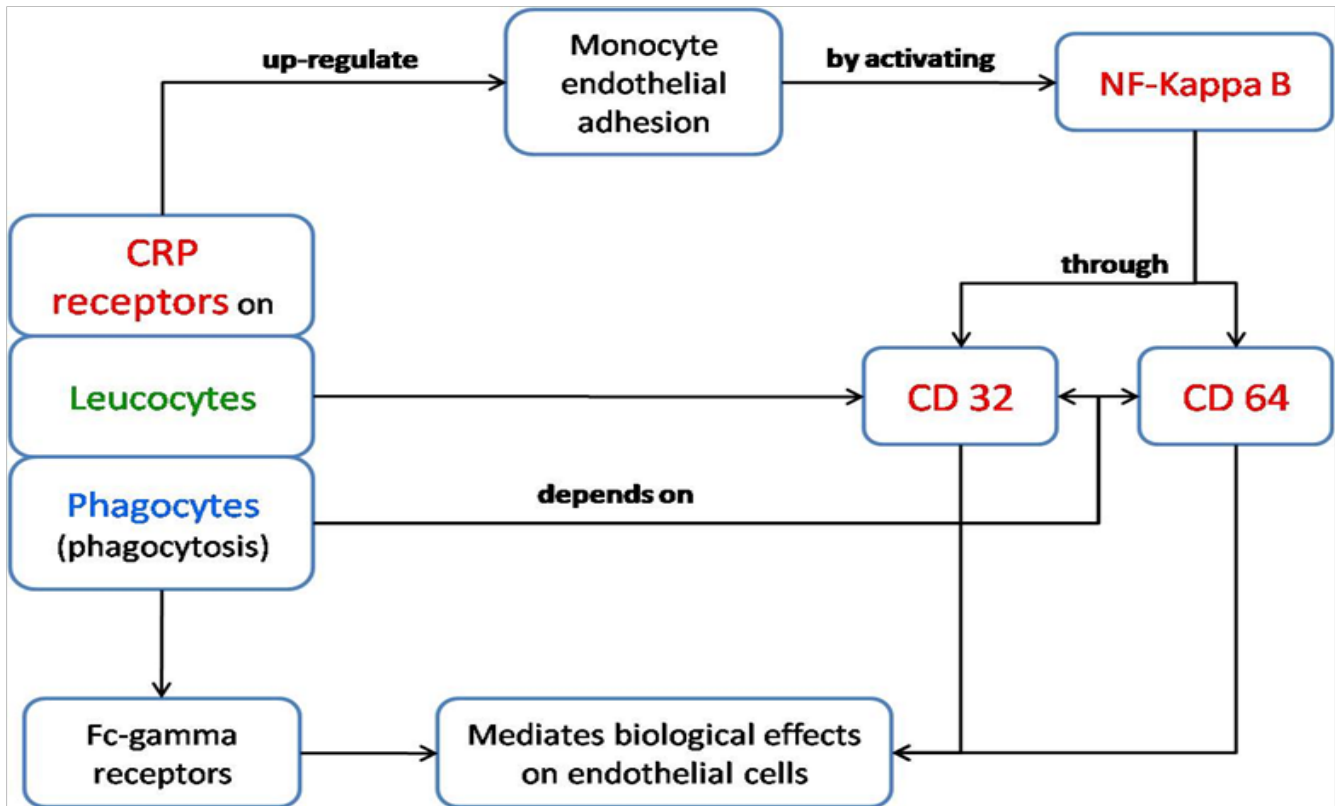 up-regulate
Monocyte
endothelial
adhesion
by activating
NF-Kappa B
CRP
receptors on
through
Leucocytes
CD 32
CD 64
Phagocytes
(phagocytosis)
depends on
Fc-gamma
receptors
Mediates biological effects
on endothelial cells